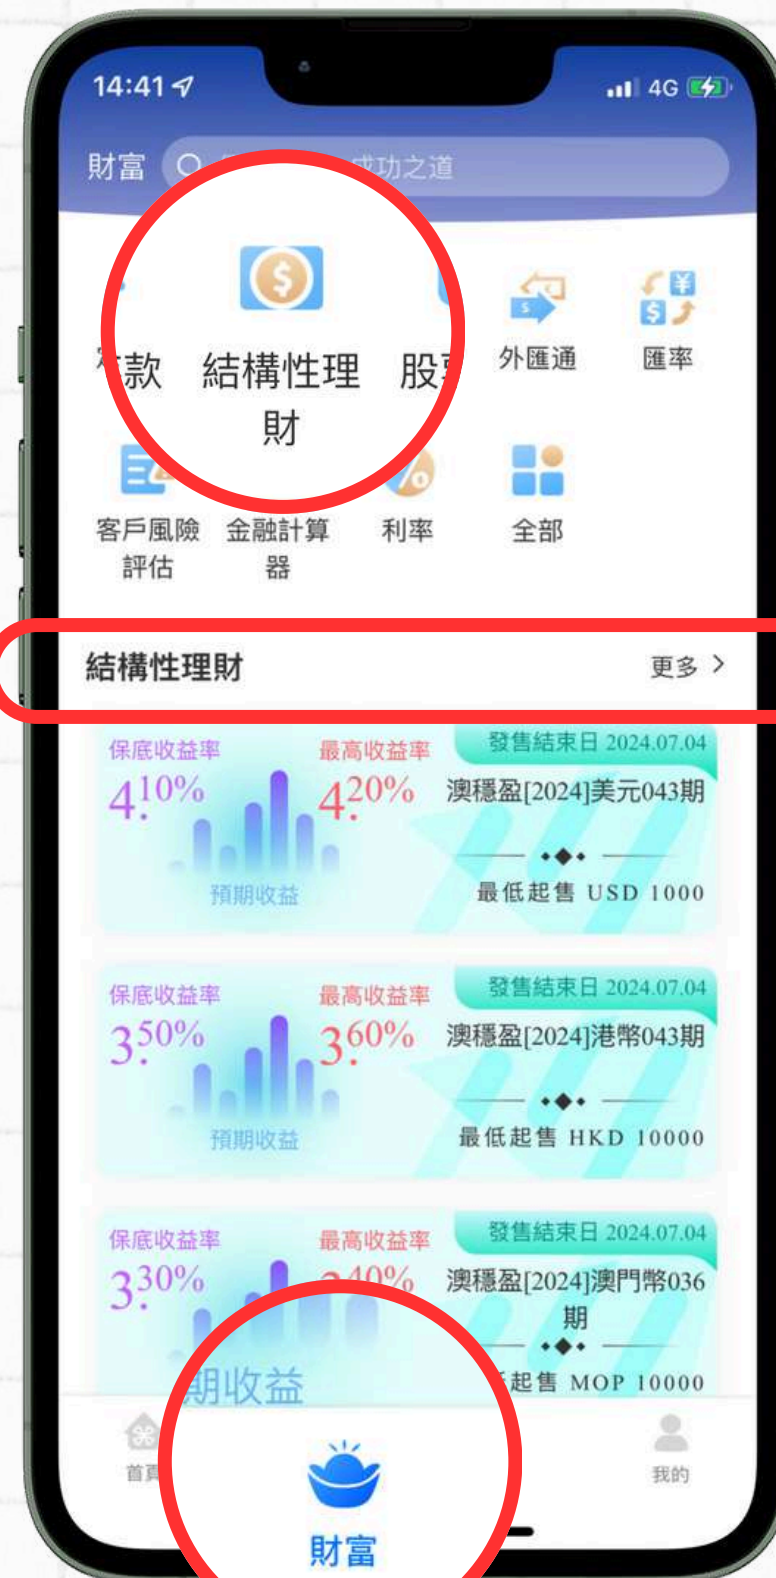 14:41
4G
財富
成功之道
款 結構性理財 股
外匯通
匯率
客戶風險評估
金融計算器
利率
全部
結構性理財
更多 >
保底收益率
4.10%
最高收益率
4.20%
預期收益
發售結束日 2024.07.04
澳穩盈[2024]美元043期
最低起售 USD 1000
保底收益率
3.50%
最高收益率
3.60%
預期收益
發售結束日 2024.07.04
澳穩盈[2024]港幣043期
最低起售 HKD 10000
保底收益率
3.30%
最高收益率
40%
期收益
發售結束日 2024.07.04
澳穩盈[2024]澳門幣036
期
起售 MOP 10000
首頁
財富
我的